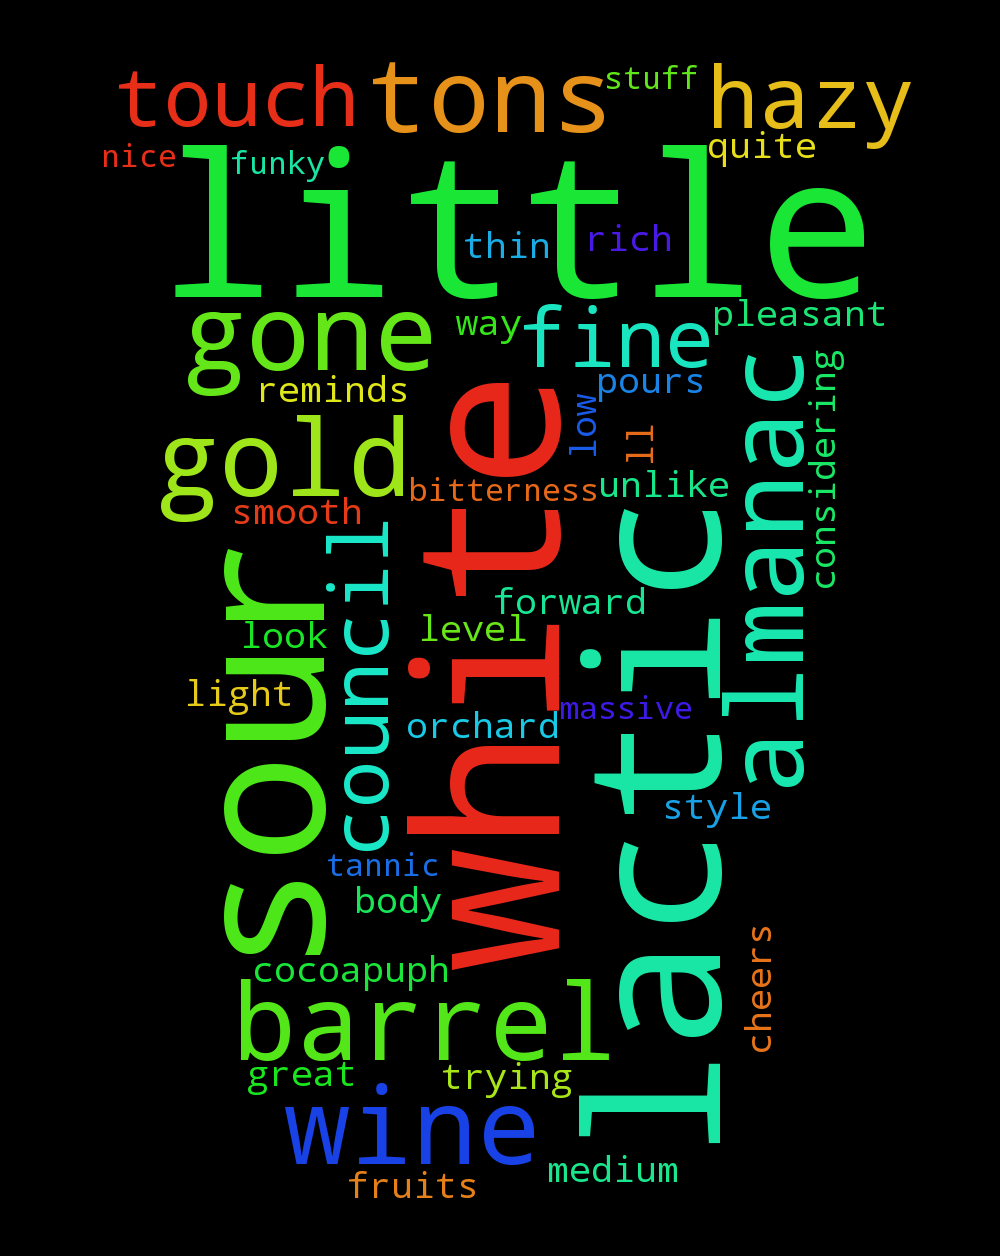 touch
tons
stuff
hazy
nice
funky
quite
little
thin
rich
gone
way
fine
pleasant
reminds
pours
gold
low
ll
bitterness
unlike
smooth
white
considering
almanac
council
sour
lactic
forward
look
level
light
orchard
massive
style
tannic
body
cocoapuph
cheers
barrel
great
trying
wine
medium
fruits